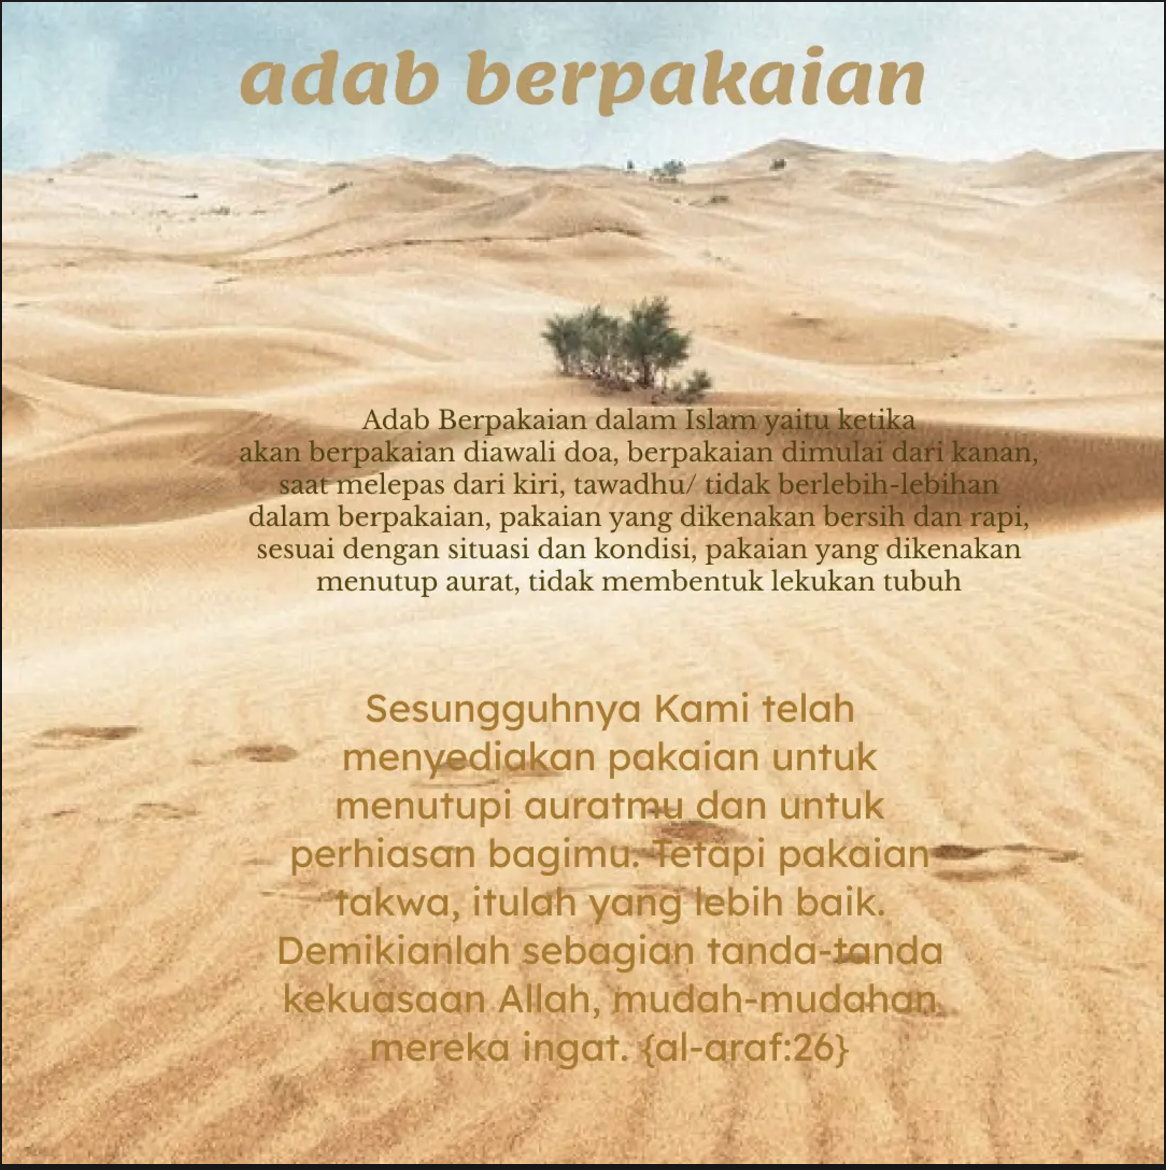 adab berpakaian
Adab Berpakaian dalam Islam yaitu ketika
akan berpakaian diawali doa, berpakaian dimulai dari kanan,
saat melepas dari kiri, tawadhu/ tidak berlebih-lebihan
dalam berpakaian, pakaian yang dikenakan bersih dan rapi,
sesuai dengan situasi dan kondisi, pakaian yang dikenakan
menutup aurat, tidak membentuk lekukan tubuh
Sesungguhnya Kami telah
menyediakan pakaian untuk
menutupi auratmu dan untuk
perhiasan bagimu. Tetapi pakaian
takwa, itulah yang lebih baik.
Demikianlah sebagian tanda-tanda
kekuasaan Allah, mudah-mudahan
mereka ingat. {al-araf:26}